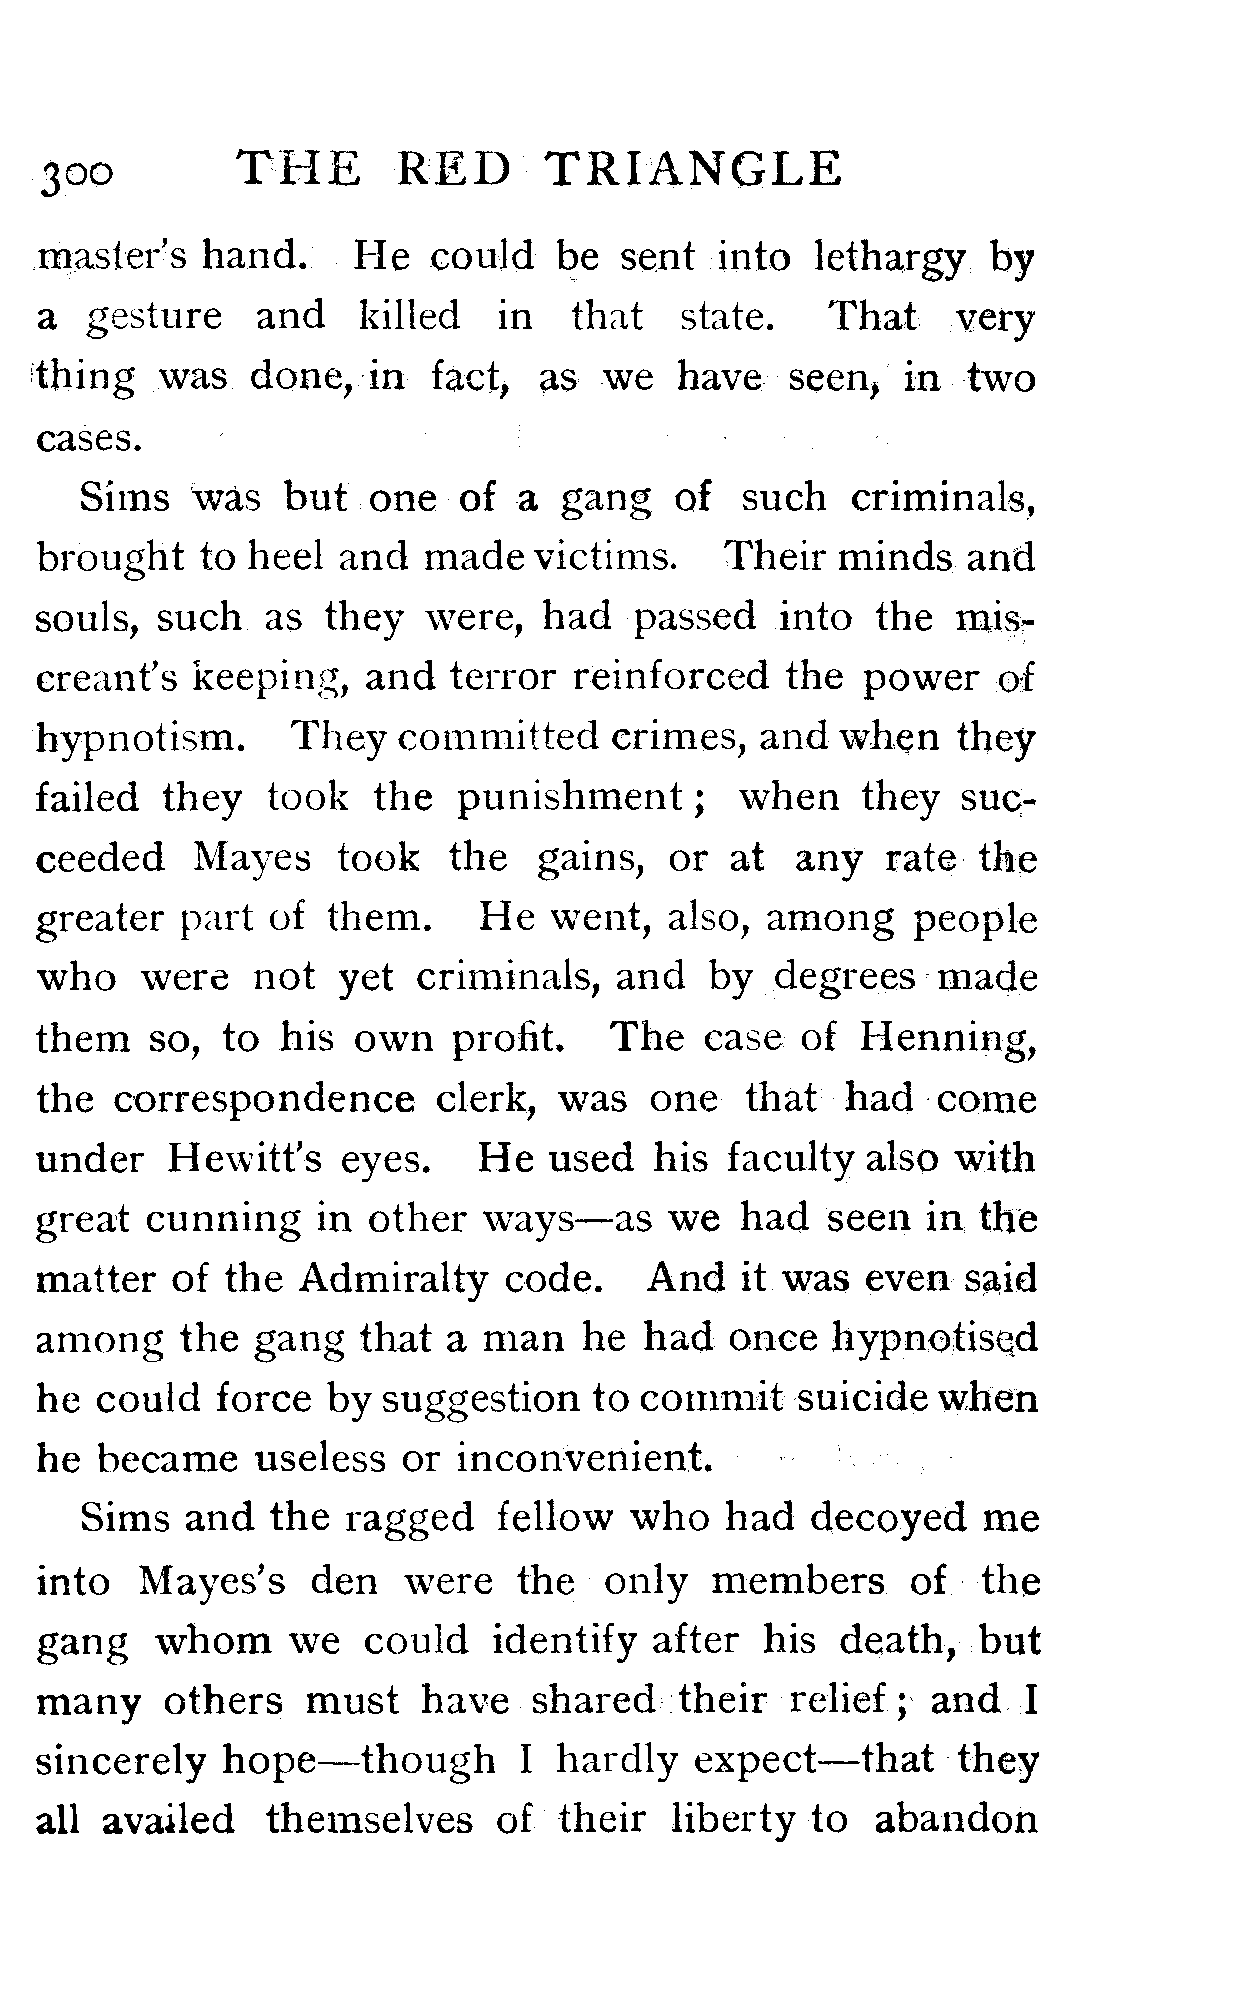 300 THE RED TRIANGLE
master's hand. He could be sent into lethargy by
a gesture and killed in that state. That very
thing was done, in fact, as we have seen, in two
cases.
Sims was but one of a gang of such criminals,
brought to heel and made victims. Their minds and
souls, such as they were, had passed into the mis-
creant's keeping, and terror reinforced the power of
hypnotism. They committed crimes, and when they
failed they took the punishment; when they suc-
ceeded Mayes took the gains, or at any rate the
greater part of them. He went, also, among people
who were not yet criminals, and by degrees made
them so, to his own profit. The case of Henning,
the correspondence clerk, was one that had come
under Hewitt's eyes. He used his faculty also with
great cunning in other ways—as we had seen in the
matter of the Admiralty code. And it was even said
among the gang that a man he had once hypnotised
he could force by suggestion to commit suicide when
he became useless or inconvenient.
Sims and the ragged fellow who had decoyed me
into Mayes's den were the only members of the
gang whom we could identify after his death, but
many others must have shared their relief; and I
sincerely hope—though I hardly expect—that they
all availed themselves of their liberty to abandon